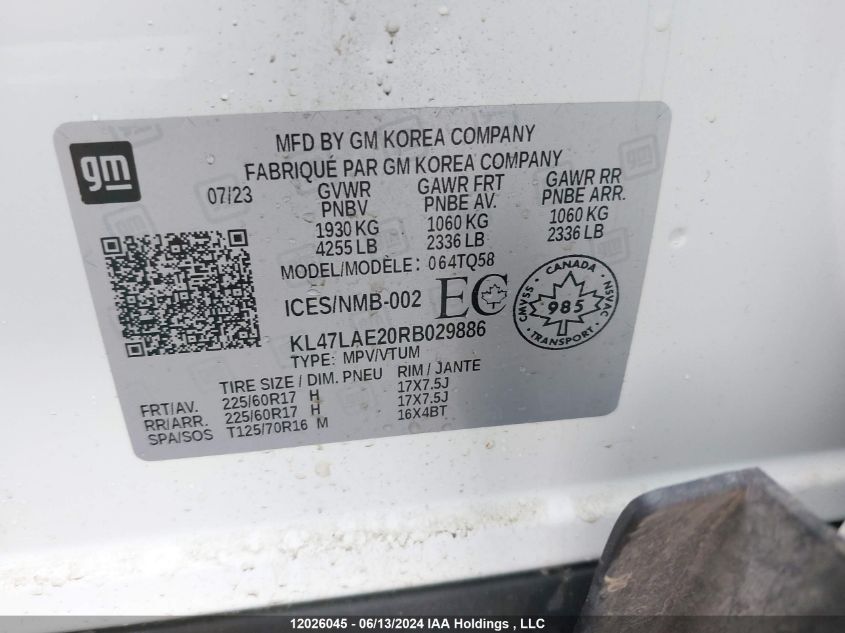 gm
MFD BY GM KOREA COMPANY
FABRIQUÉ PAR GM KOREA COMPANY
07/23 GVWR GAWR FRT GAWR RR
PNBV PNBE AV. PNBE ARR.
1930 KG 1060 KG 1060 KG
4255 LB 2336 LB 2336 LB
MODEL/MODÈLE: 064TQ58
ICES/NMB-002 EC
CANADA
CMVSS 985 NSVAC
TRANSPORT
KL47LAE20RB029886
TYPE: MPV/VTUM
TIRE SIZE / DIM. PNEU RIM / JANTE
FRT/AV. 225/60R17 H 17X7.5J
RR/ARR. 225/60R17 H 17X7.5J
SPA/SOS T125/70R16 M 16X4BT
12026045 - 06/13/2024 IAA Holdings , LLC